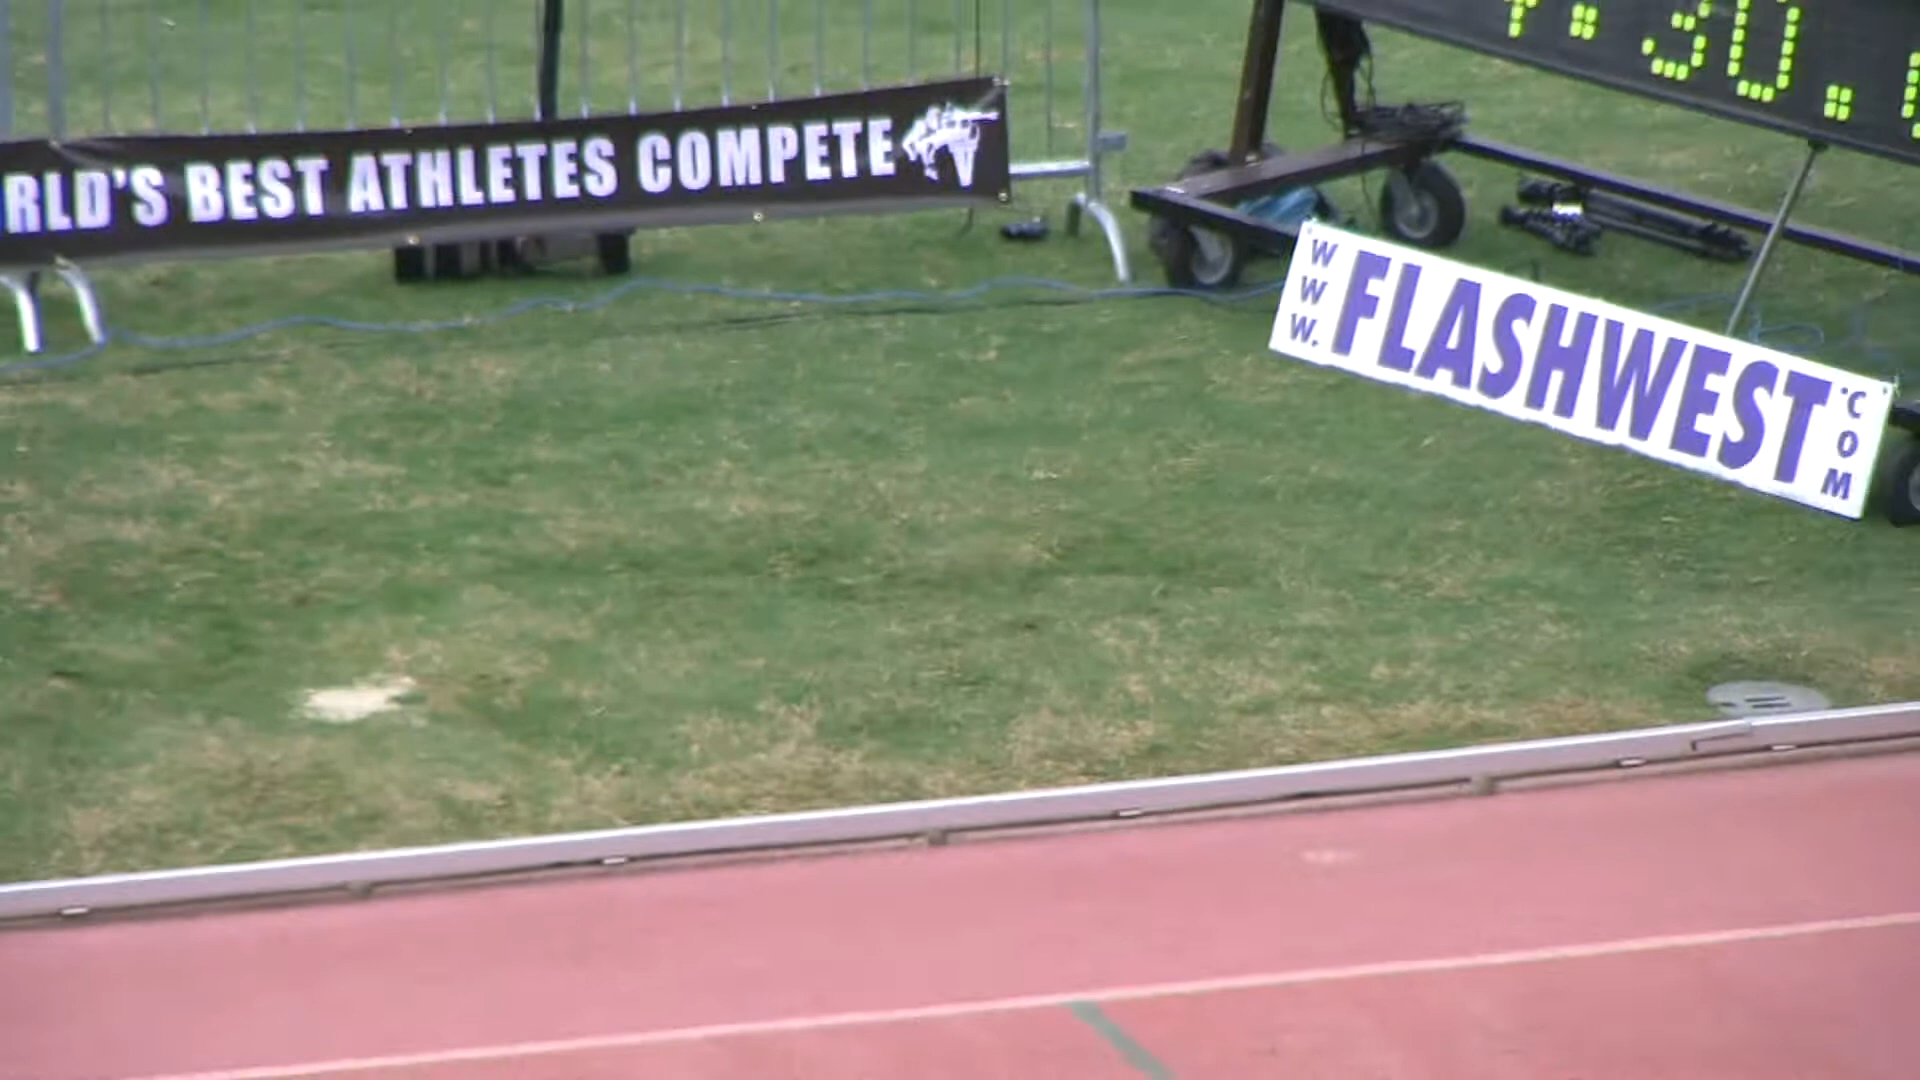 RLD'S BEST ATHLETES COMPETE
:30.
WWW.
FLASHWEST
.COM